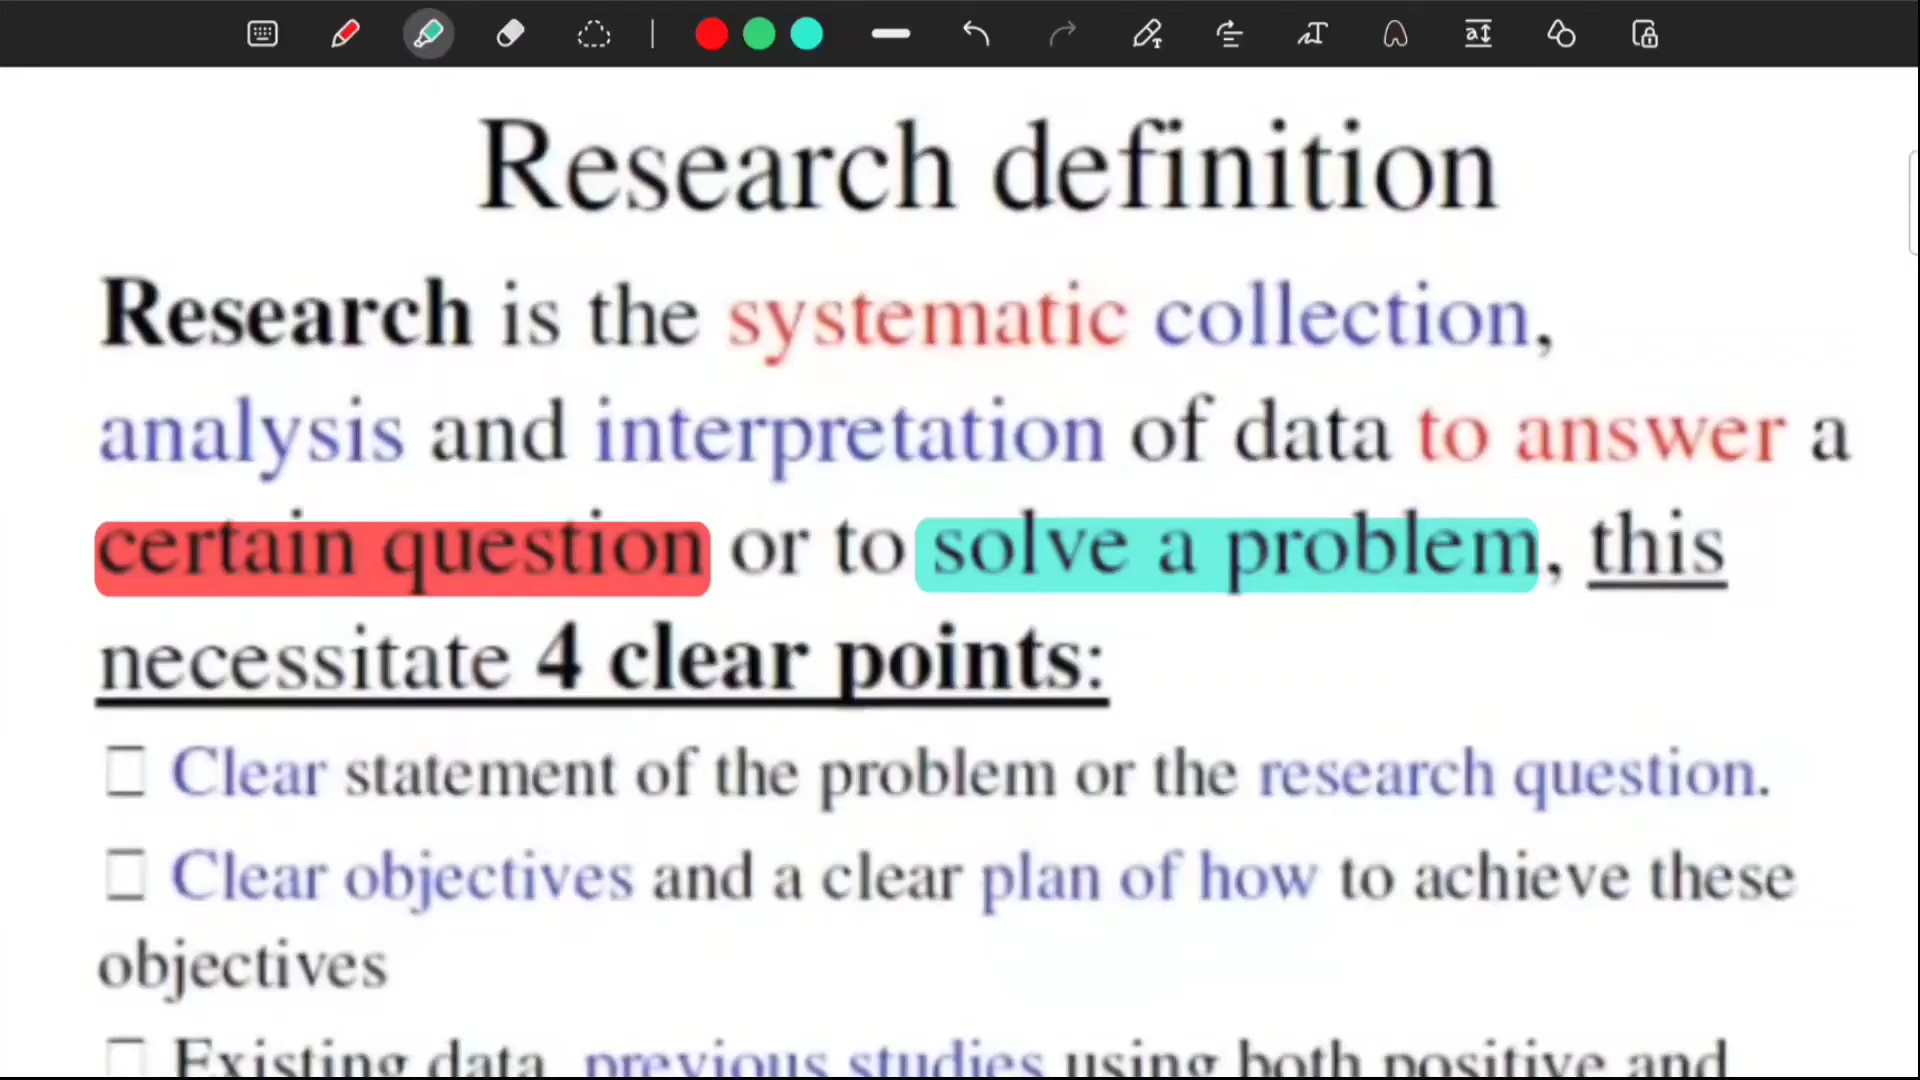 Research definition
Research is the systematic collection,
analysis and interpretation of data to answer a
certain question or to solve a problem, this
necessitate 4 clear points:
Clear statement of the problem or the research question.
Clear objectives and a clear plan of how to achieve these
objectives
Existing data, previous studies using both positive and